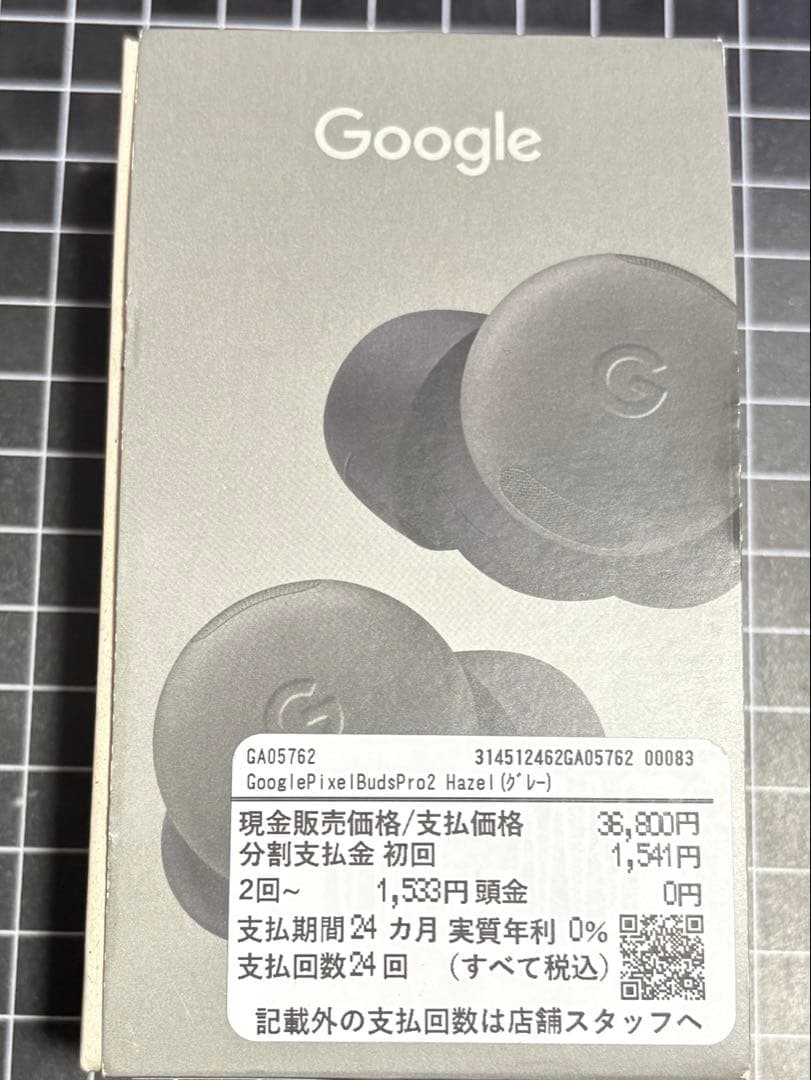 Google
G
G
GA05762 314512462GA05762 00083
GooglePixelBudsPro2 Hazel(ｸﾞﾚｰ)
現金販売価格/支払価格 36,800円
分割支払金 初回 1,541円
2回~ 1,533円 頭金 0円
支払期間24 カ月 実質年利 0%
支払回数24 回 (すべて税込)
記載外の支払回数は店舗スタッフへ